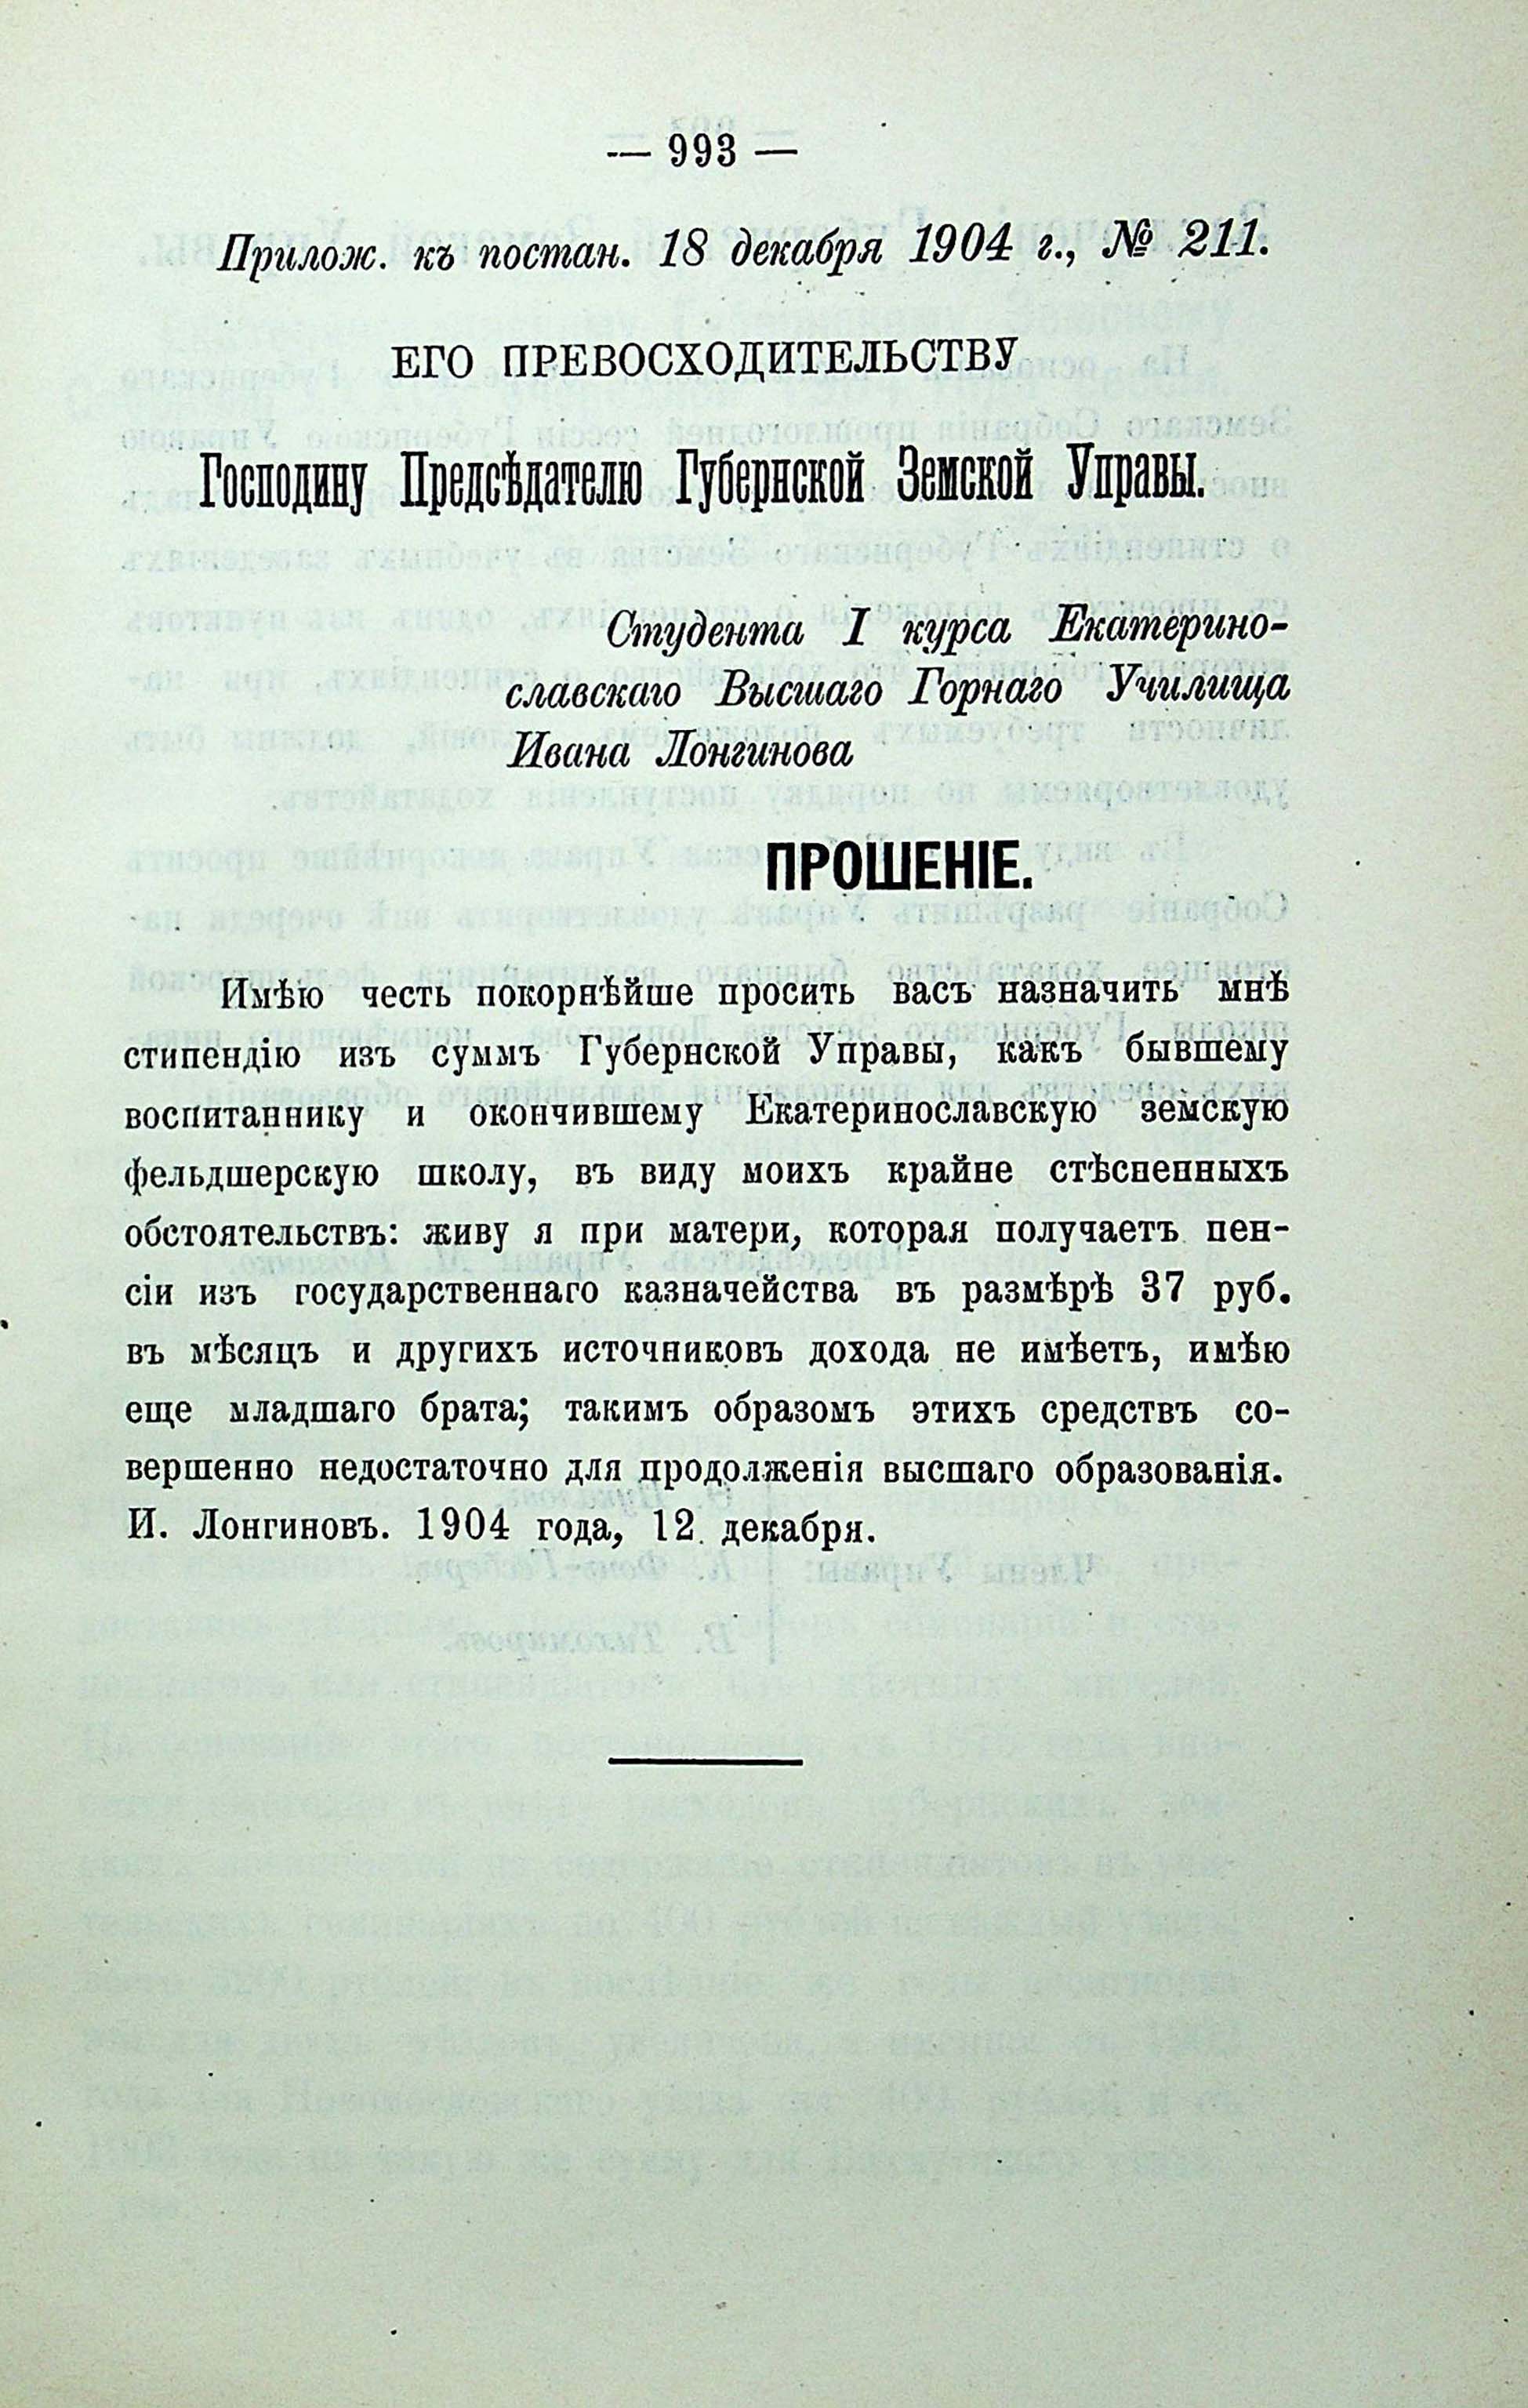 — 993 —
Прилож. къ постан. 18 декабря 1904 г., № 211.
ЕГО ПРЕВОСХОДИТЕЛЬСТВУ
Господину Предсѣдателю Губернской Земской Управы.
Студента I курса Екатерино-
славскаго Высшаго Горнаго Училища
Ивана Лонгинова
ПРОШЕНІЕ.
Имѣю честь покорнѣйше просить васъ назначить мнѣ
стипендію изъ суммъ Губернской Управы, какъ бывшему
воспитаннику и окончившему Екатеринославскую земскую
фельдшерскую школу, въ виду моихъ крайне стѣсненныхъ
обстоятельствъ: живу я при матери, которая получаетъ пен-
сіи изъ государственнаго казначейства въ размѣрѣ 37 руб.
въ мѣсяцъ и другихъ источниковъ дохода не имѣетъ, имѣю
еще младшаго брата; такимъ образомъ этихъ средствъ со-
вершенно недостаточно для продолженія высшаго образованія.
И. Лонгиновъ. 1904 года, 12 декабря.